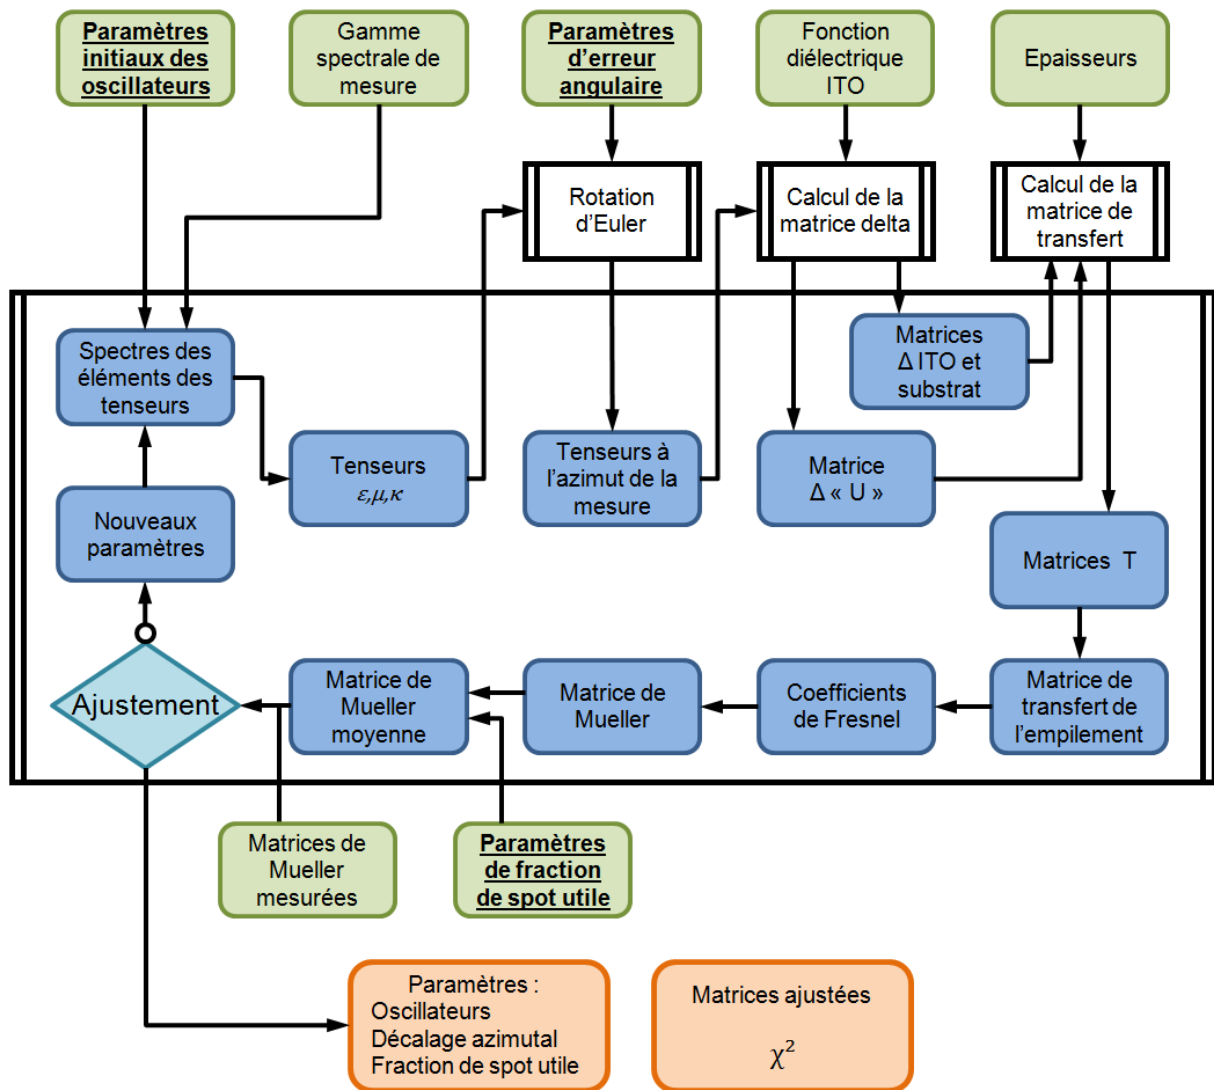 Paramètres
initiaux des
oscillateurs
Gamme
spectrale de
mesure
Paramètres
d’erreur
angulaire
Fonction
diélectrique
ITO
Epaisseurs
Rotation
d’Euler
Calcul de la
matrice delta
Calcul de la
matrice de
transfert
Spectres des
éléments des
tenseurs
Matrices
Δ ITO et
substrat
Tenseurs
ε,μ,κ
Tenseurs à
l’azimut de la
mesure
Matrice
Δ « U »
Nouveaux
paramètres
Matrices T
Ajustement
Matrice de
Mueller
moyenne
Matrice de
Mueller
Coefficients
de Fresnel
Matrice de
transfert de
l’empilement
Matrices de
Mueller
mesurées
Paramètres
de fraction
de spot utile
Paramètres :
Oscillateurs
Décalage azimutal
Fraction de spot utile
Matrices ajustées
χ²